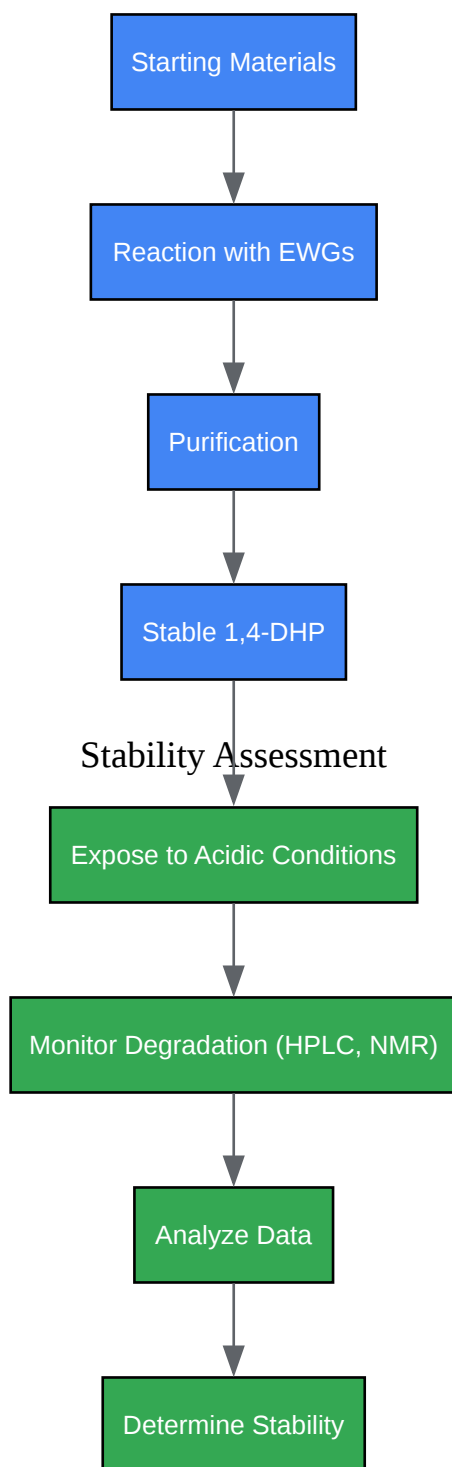 Starting Materials
Reaction with EWGs
Purification
Stable 1,4-DHP
Stability Assessment
Expose to Acidic Conditions
Monitor Degradation (HPLC, NMR)
Analyze Data
Determine Stability